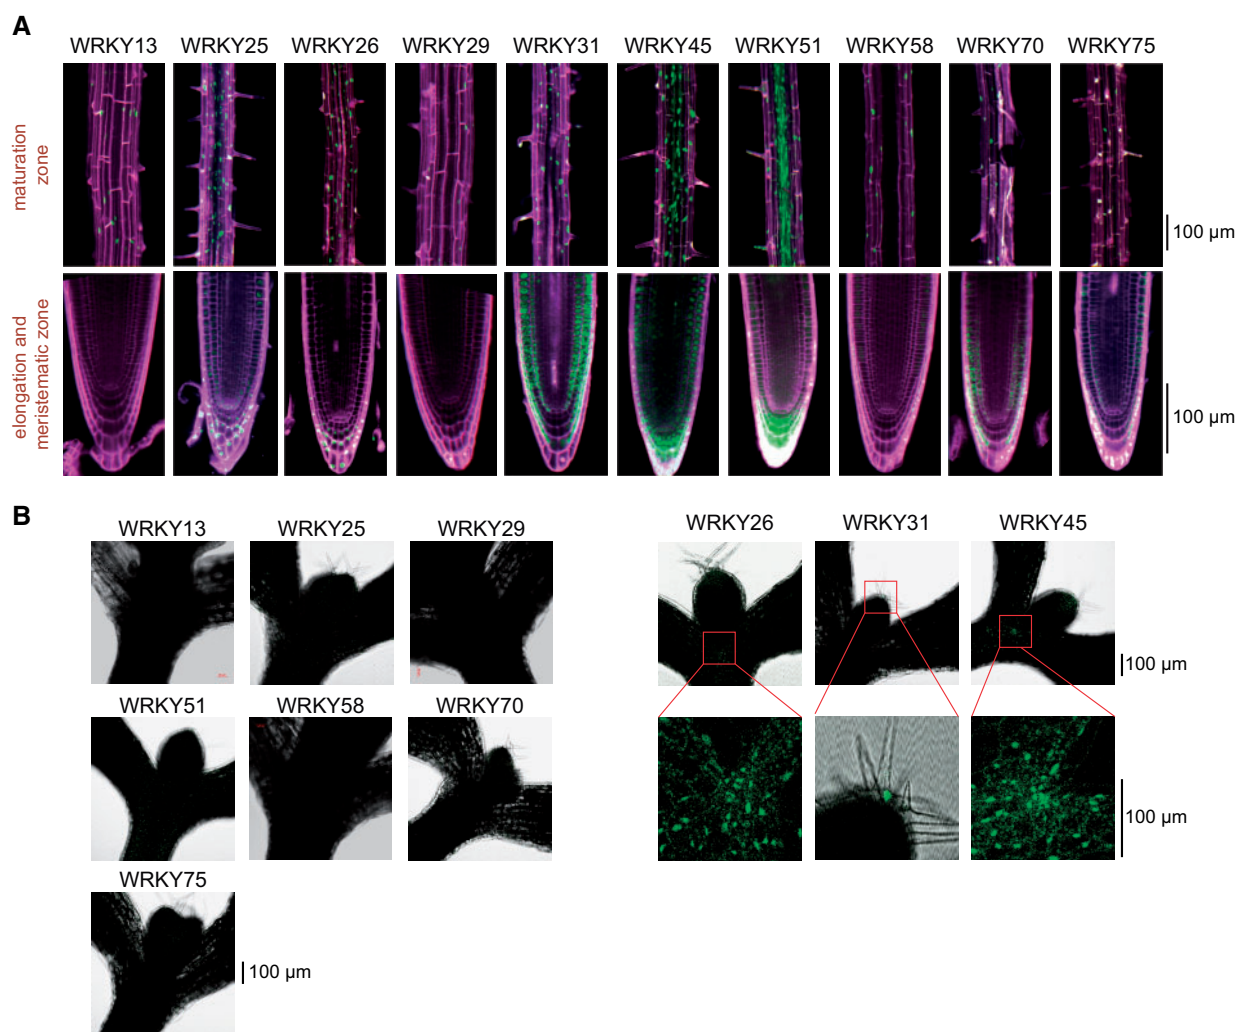 A
WRKY13 WRKY25 WRKY26 WRKY29 WRKY31 WRKY45 WRKY51 WRKY58 WRKY70 WRKY75
maturation
zone
100 µm
elongation and
meristematic zone
100 µm
B
WRKY13 WRKY25 WRKY29
WRKY26 WRKY31 WRKY45
100 µm
WRKY51 WRKY58 WRKY70
100 µm
WRKY75
100 µm